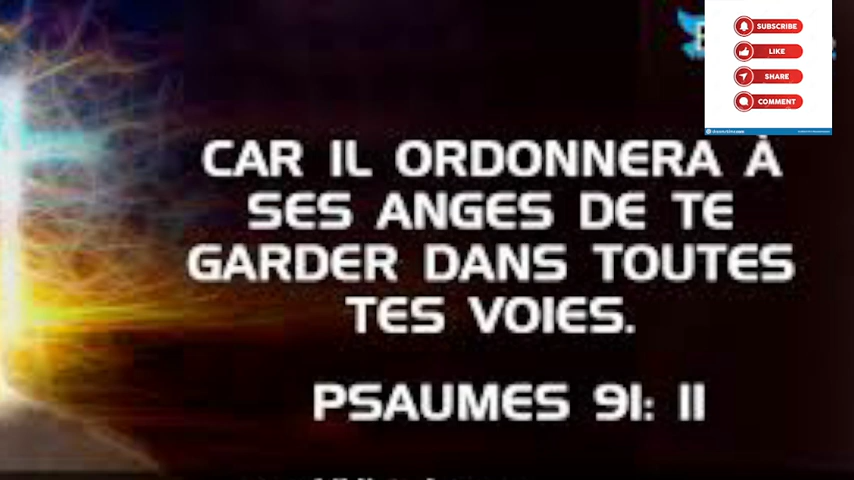 SUBSCRIBE
LIKE
SHARE
COMMENT
CAR IL ORDONNERA À
SES ANGES DE TE
GARDER DANS TOUTES
TES VOIES.
PSAUMES 91: 11